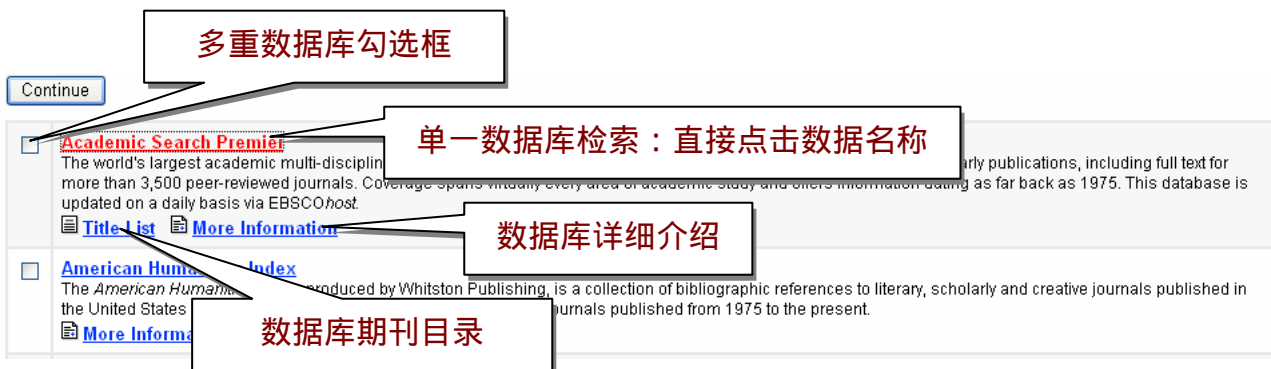 多重数据库勾选框
Continue
Academic Search Premier
单一数据库检索：直接点击数据名称
The world's largest academic multi-disciplin arly publications, including full text for
more than 3,500 peer-reviewed journals. Coverage spans virtually every area of academic study and offers information dating as far back as 1975. This database is
updated on a daily basis via EBSCOhost.
Title List More Information
数据库详细介绍
American Humanities Index
The American Humani produced by Whitston Publishing, is a collection of bibliographic references to literary, scholarly and creative journals published in
the United States urnals published from 1975 to the present.
More Informa
数据库期刊目录